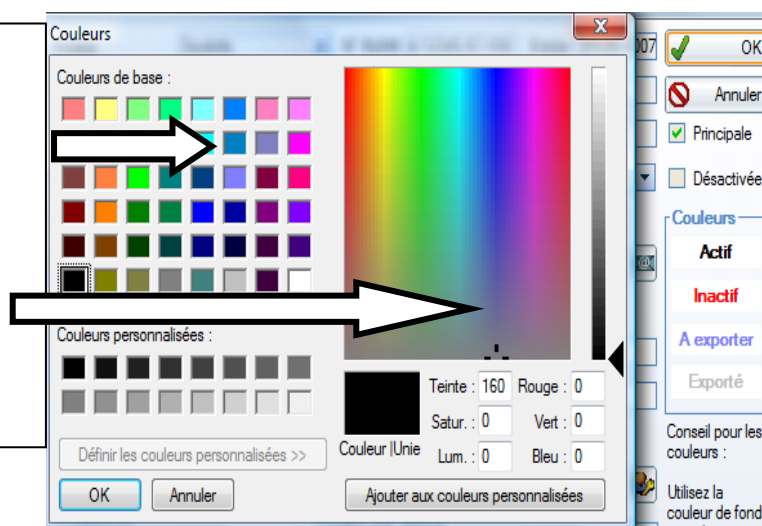 Couleurs
Couleurs de base :
Couleurs personnalisées :
Définir les couleurs personnalisées >>
OK
Annuler
Couleur |Unie
Teinte : 160
Satur. : 0
Lum. : 0
Rouge : 0
Vert : 0
Bleu : 0
Ajouter aux couleurs personnalisées
007
OK
Annuler
Principale
Désactivée
Couleurs
Actif
Inactif
A exporter
Exporté
Conseil pour les
couleurs :
Utilisez la
couleur de fond